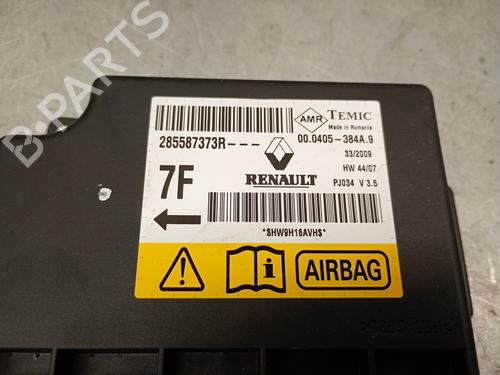 B-PARTS
AMR TEMIC
Made in Romania
285587373R--- 00.0405-384A.9
33/2009
HW 44/07
7F RENAULT PJ034 V 3.5
*SHW9H16AVHS*
AIRBAG